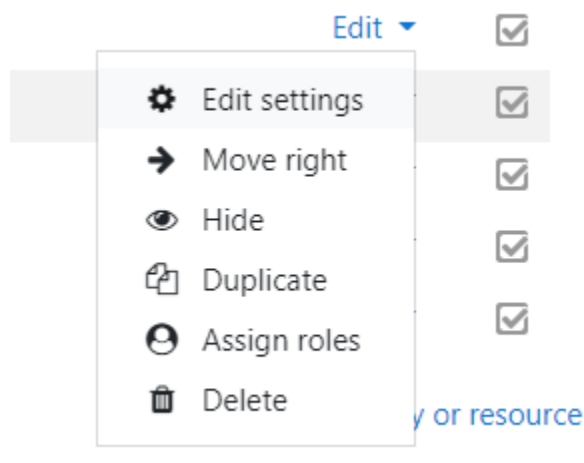 Edit
Edit settings
Move right
Hide
Duplicate
Assign roles
Delete
y or resource